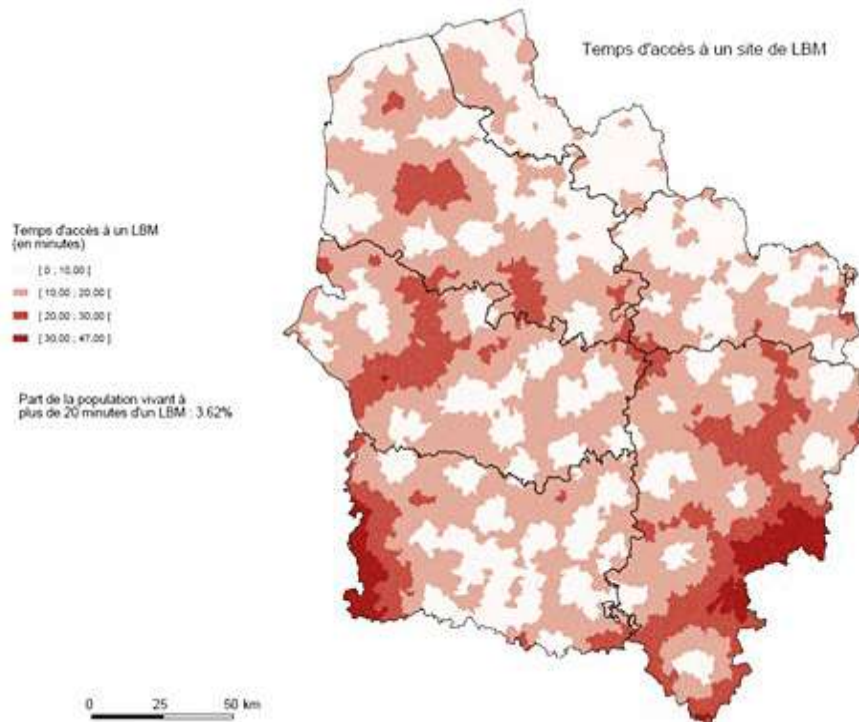 Temps d'accès à un site de LBM
Temps d'accès à un LBM
(en minutes)
[ 0 ; 10,00 [
[ 10,00 ; 20,00 [
[ 20,00 ; 30,00 [
[ 30,00 ; 47,00 ]
Part de la population vivant à
plus de 20 minutes d'un LBM : 3.62%
0 25 50 km